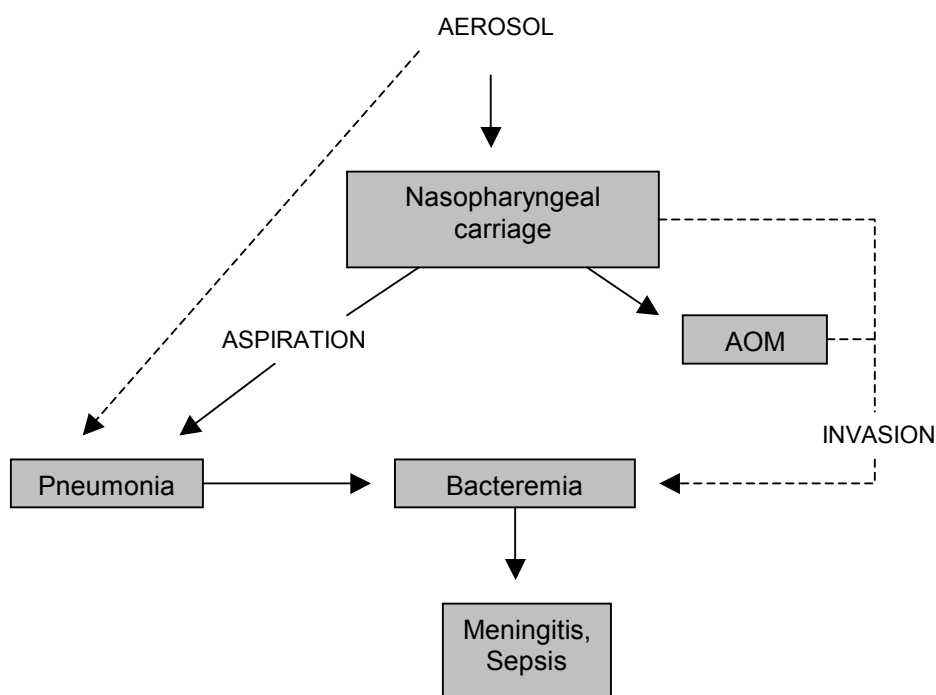 AEROSOL
Nasopharyngeal
carriage
ASPIRATION
AOM
INVASION
Pneumonia
Bacteremia
Meningitis,
Sepsis